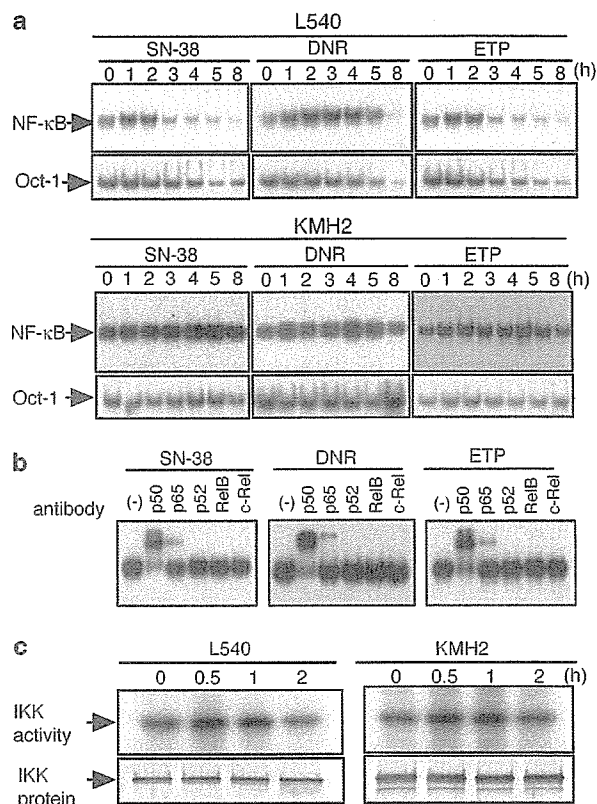 a
L540
SN-38 DNR ETP
0 1 2 3 4 5 8 0 1 2 3 4 5 8 0 1 2 3 4 5 8 (h)
NF-κB
Oct-1
KMH2
SN-38 DNR ETP
0 1 2 3 4 5 8 0 1 2 3 4 5 8 0 1 2 3 4 5 8 (h)
NF-κB
Oct-1
b
SN-38 DNR ETP
antibody (-) p50 p65 p52 RelB c-Rel (-) p50 p65 p52 RelB c-Rel (-) p50 p65 p52 RelB c-Rel
c
L540 KMH2
0 0.5 1 2 0 0.5 1 2 (h)
IKK
activity
IKK
protein